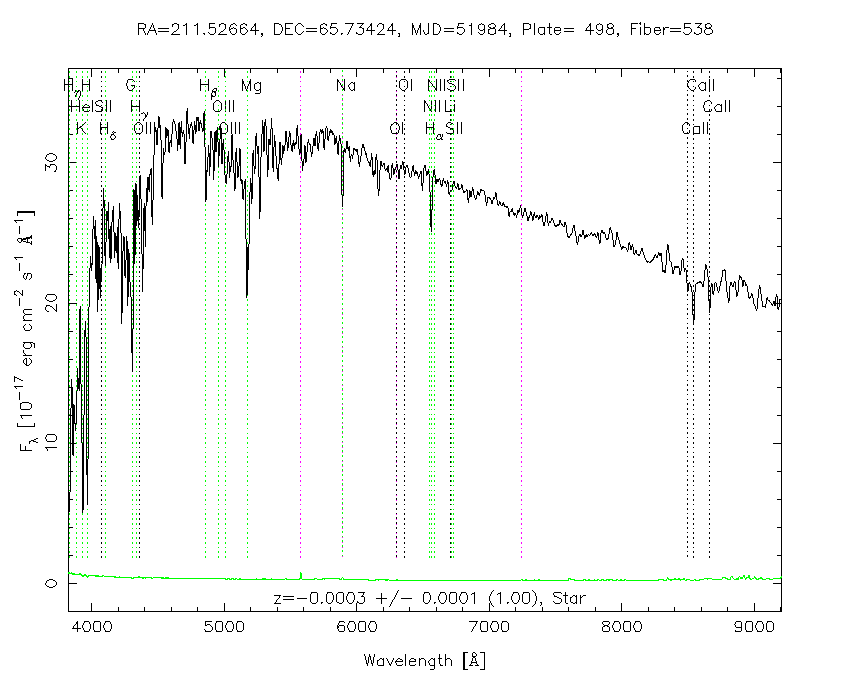 RA=211.52664, DEC=65.73424, MJD=51984, Plate= 498, Fiber=538
Hη H G Hβ Mg Na OI NII SII CaII
HeI SII Hγ OIII NII Li CaII
K Hδ OIII OIII OI Hα SII CaII
30
20
10
0
Fλ [10−17 erg cm−2 s−1 Å−1]
z=−0.0003 +/− 0.0001 (1.00), Star
4000 5000 6000 7000 8000 9000
Wavelength [Å]